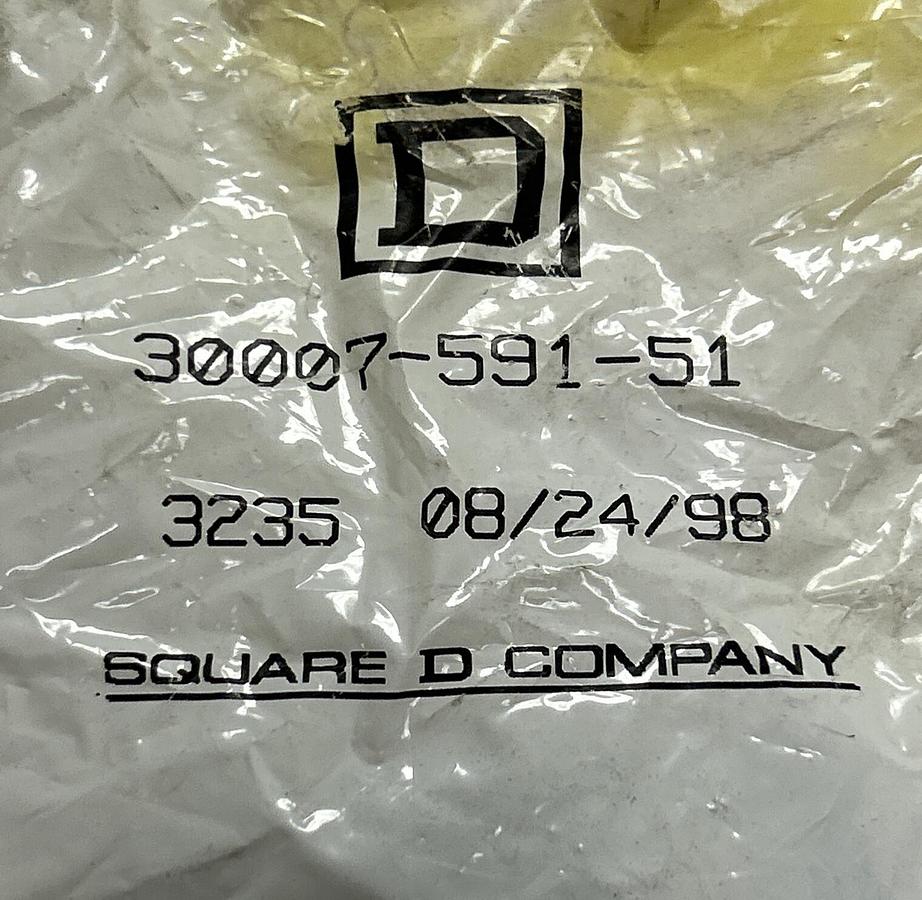 D
30007-591-51
3235 08/24/98
SQUARE D COMPANY